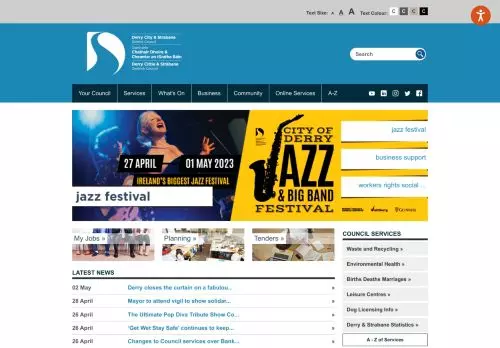 Text Size: A A A Text Colour: C C C C
Derry City & Strabane
District Council
Comhairle
Chathair Dhoire &
Cheantar an tSratha Báin
Derry Cittie & Stràbane
Destrìck Cooncil
Search
Your Council Services What's On Business Community Online Services A-Z
27 APRIL 01 MAY 2023
IRELAND'S BIGGEST JAZZ FESTIVAL
jazz festival
CITY OF
DERRY
JAZZ
& BIG BAND
FESTIVAL
jazz festival
business support
workers rights social ...
GUINNESS
My Jobs »
Planning »
Tenders »
LATEST NEWS
02 May Derry closes the curtain on a fabulou... »
28 April Mayor to attend vigil to show solidar... »
26 April The Ultimate Pop Diva Tribute Show Co... »
26 April 'Get Wet Stay Safe' continues to keep... »
26 April Changes to Council services over Bank... »
COUNCIL SERVICES
Waste and Recycling »
Environmental Health »
Births Deaths Marriages »
Leisure Centres »
Dog Licensing Info »
Derry & Strabane Statistics »
A - Z of Services